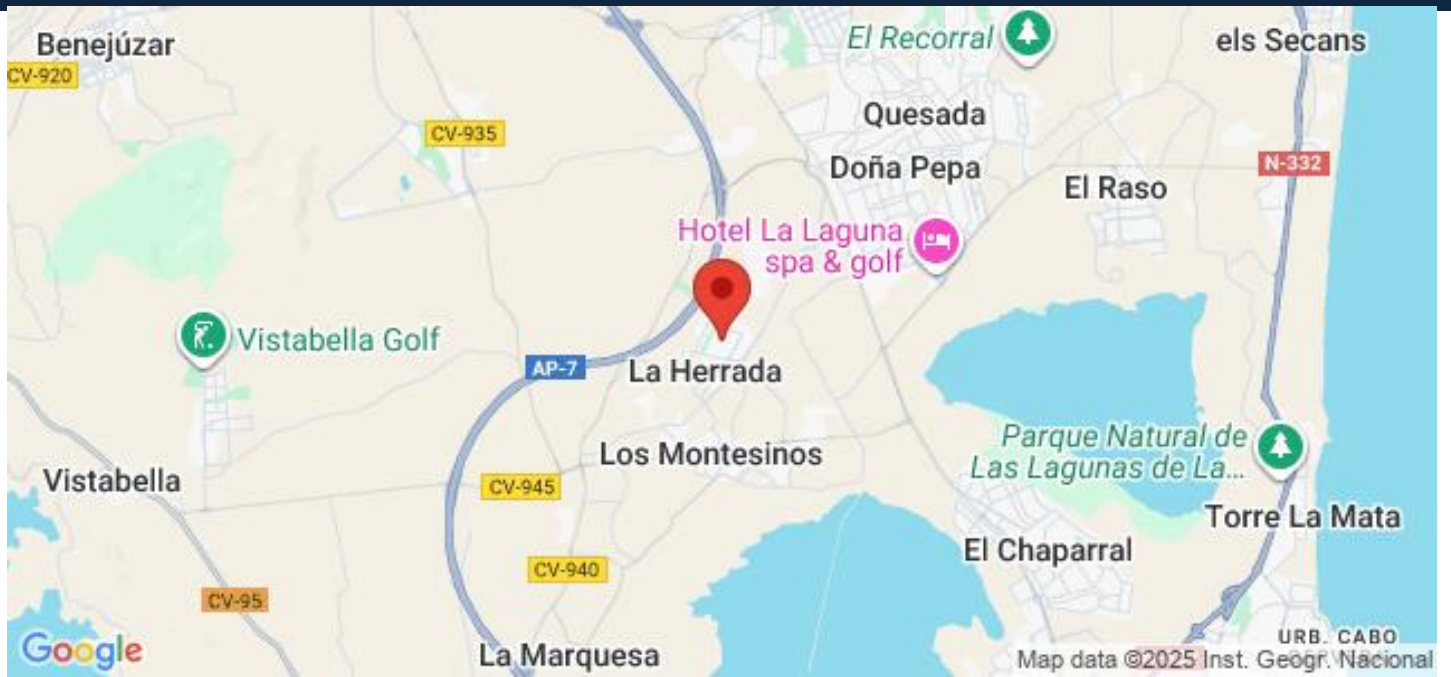 Benejúzar
CV-920
El Recorral
els Secans
CV-935
Quesada
Doña Pepa
N-332
El Raso
Hotel La Laguna
spa & golf
Vistabella Golf
AP-7
La Herrada
Parque Natural de
Las Lagunas de La...
Los Montesinos
Vistabella
CV-945
Torre La Mata
El Chaparral
CV-940
CV-95
URB. CABO
Google
La Marquesa
Map data ©2025 Inst. Geogr. Nacional